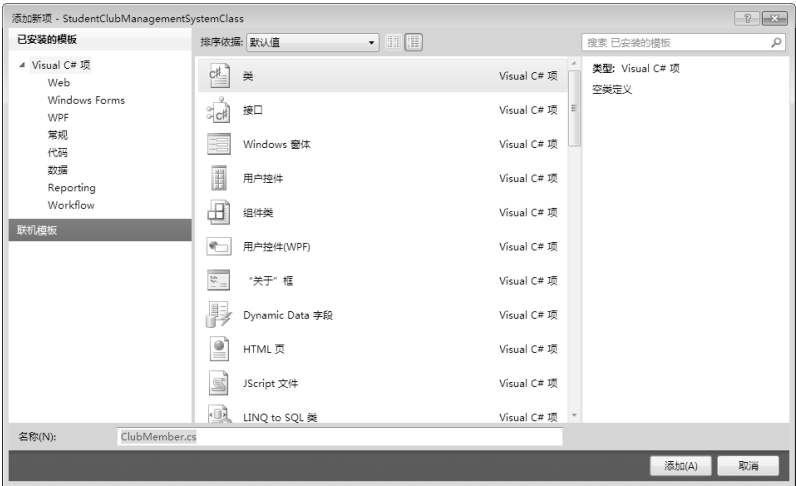 添加新项 - StudentClubManagementSystemClass
已安装的模板
排序依据: 默认值
搜索 已安装的模板
Visual C# 项
Web
Windows Forms
WPF
常规
代码
数据
Reporting
Workflow
联机模板
类 Visual C# 项
接口 Visual C# 项
Windows 窗体 Visual C# 项
用户控件 Visual C# 项
组件类 Visual C# 项
用户控件(WPF) Visual C# 项
“关于”框 Visual C# 项
Dynamic Data 字段 Visual C# 项
HTML 页 Visual C# 项
JScript 文件 Visual C# 项
LINQ to SQL 类 Visual C# 项
类型: Visual C# 项
空类定义
名称(N): ClubMember.cs
添加(A) 取消